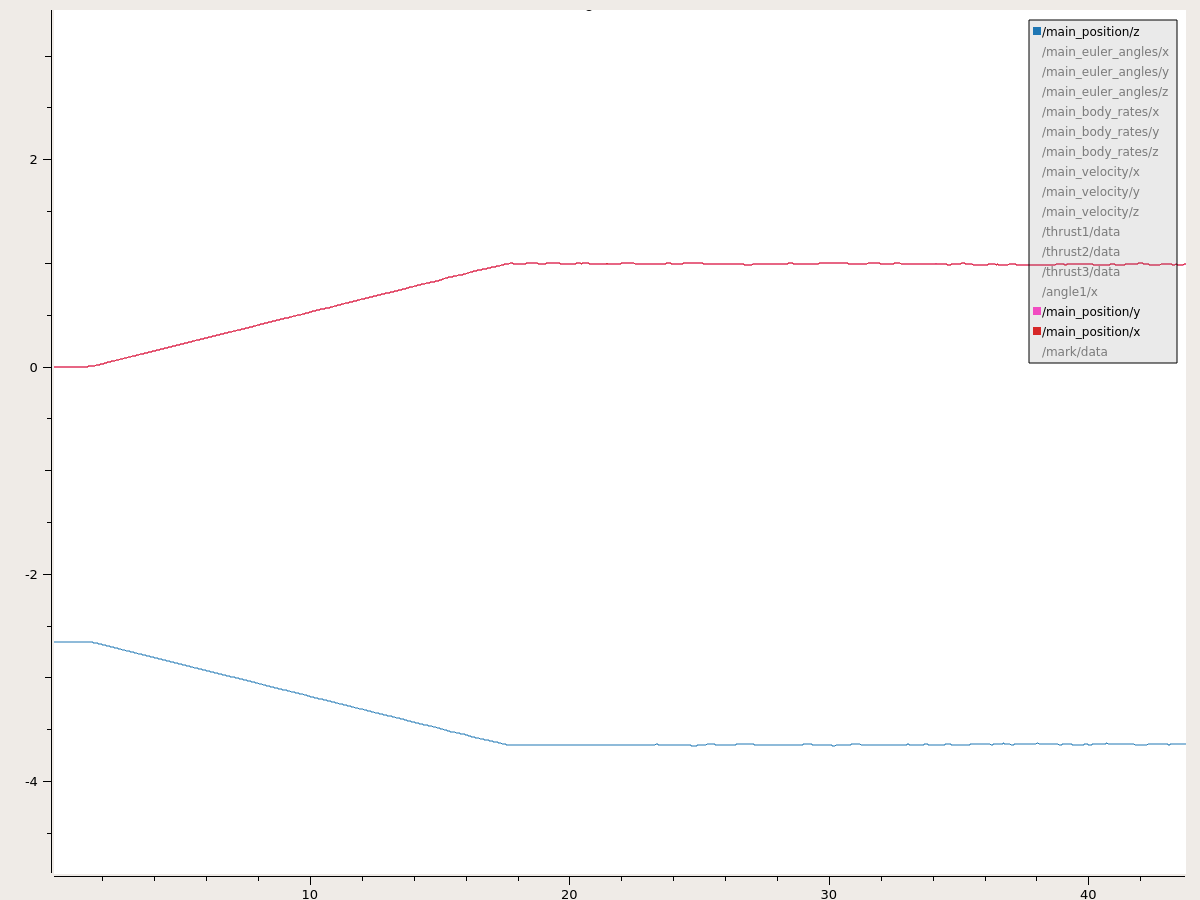 /main_position/z
/main_euler_angles/x
/main_euler_angles/y
/main_euler_angles/z
/main_body_rates/x
/main_body_rates/y
/main_body_rates/z
/main_velocity/x
/main_velocity/y
/main_velocity/z
/thrust1/data
/thrust2/data
/thrust3/data
/angle1/x
/main_position/y
/main_position/x
/mark/data
2
0
-2
-4
10 20 30 40